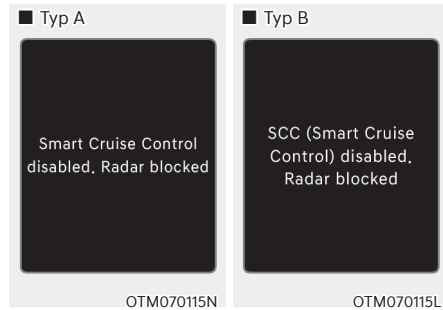 ■ Typ A
Smart Cruise Control
disabled. Radar blocked
OTM070115N
■ Typ B
SCC (Smart Cruise
Control) disabled.
Radar blocked
OTM070115L